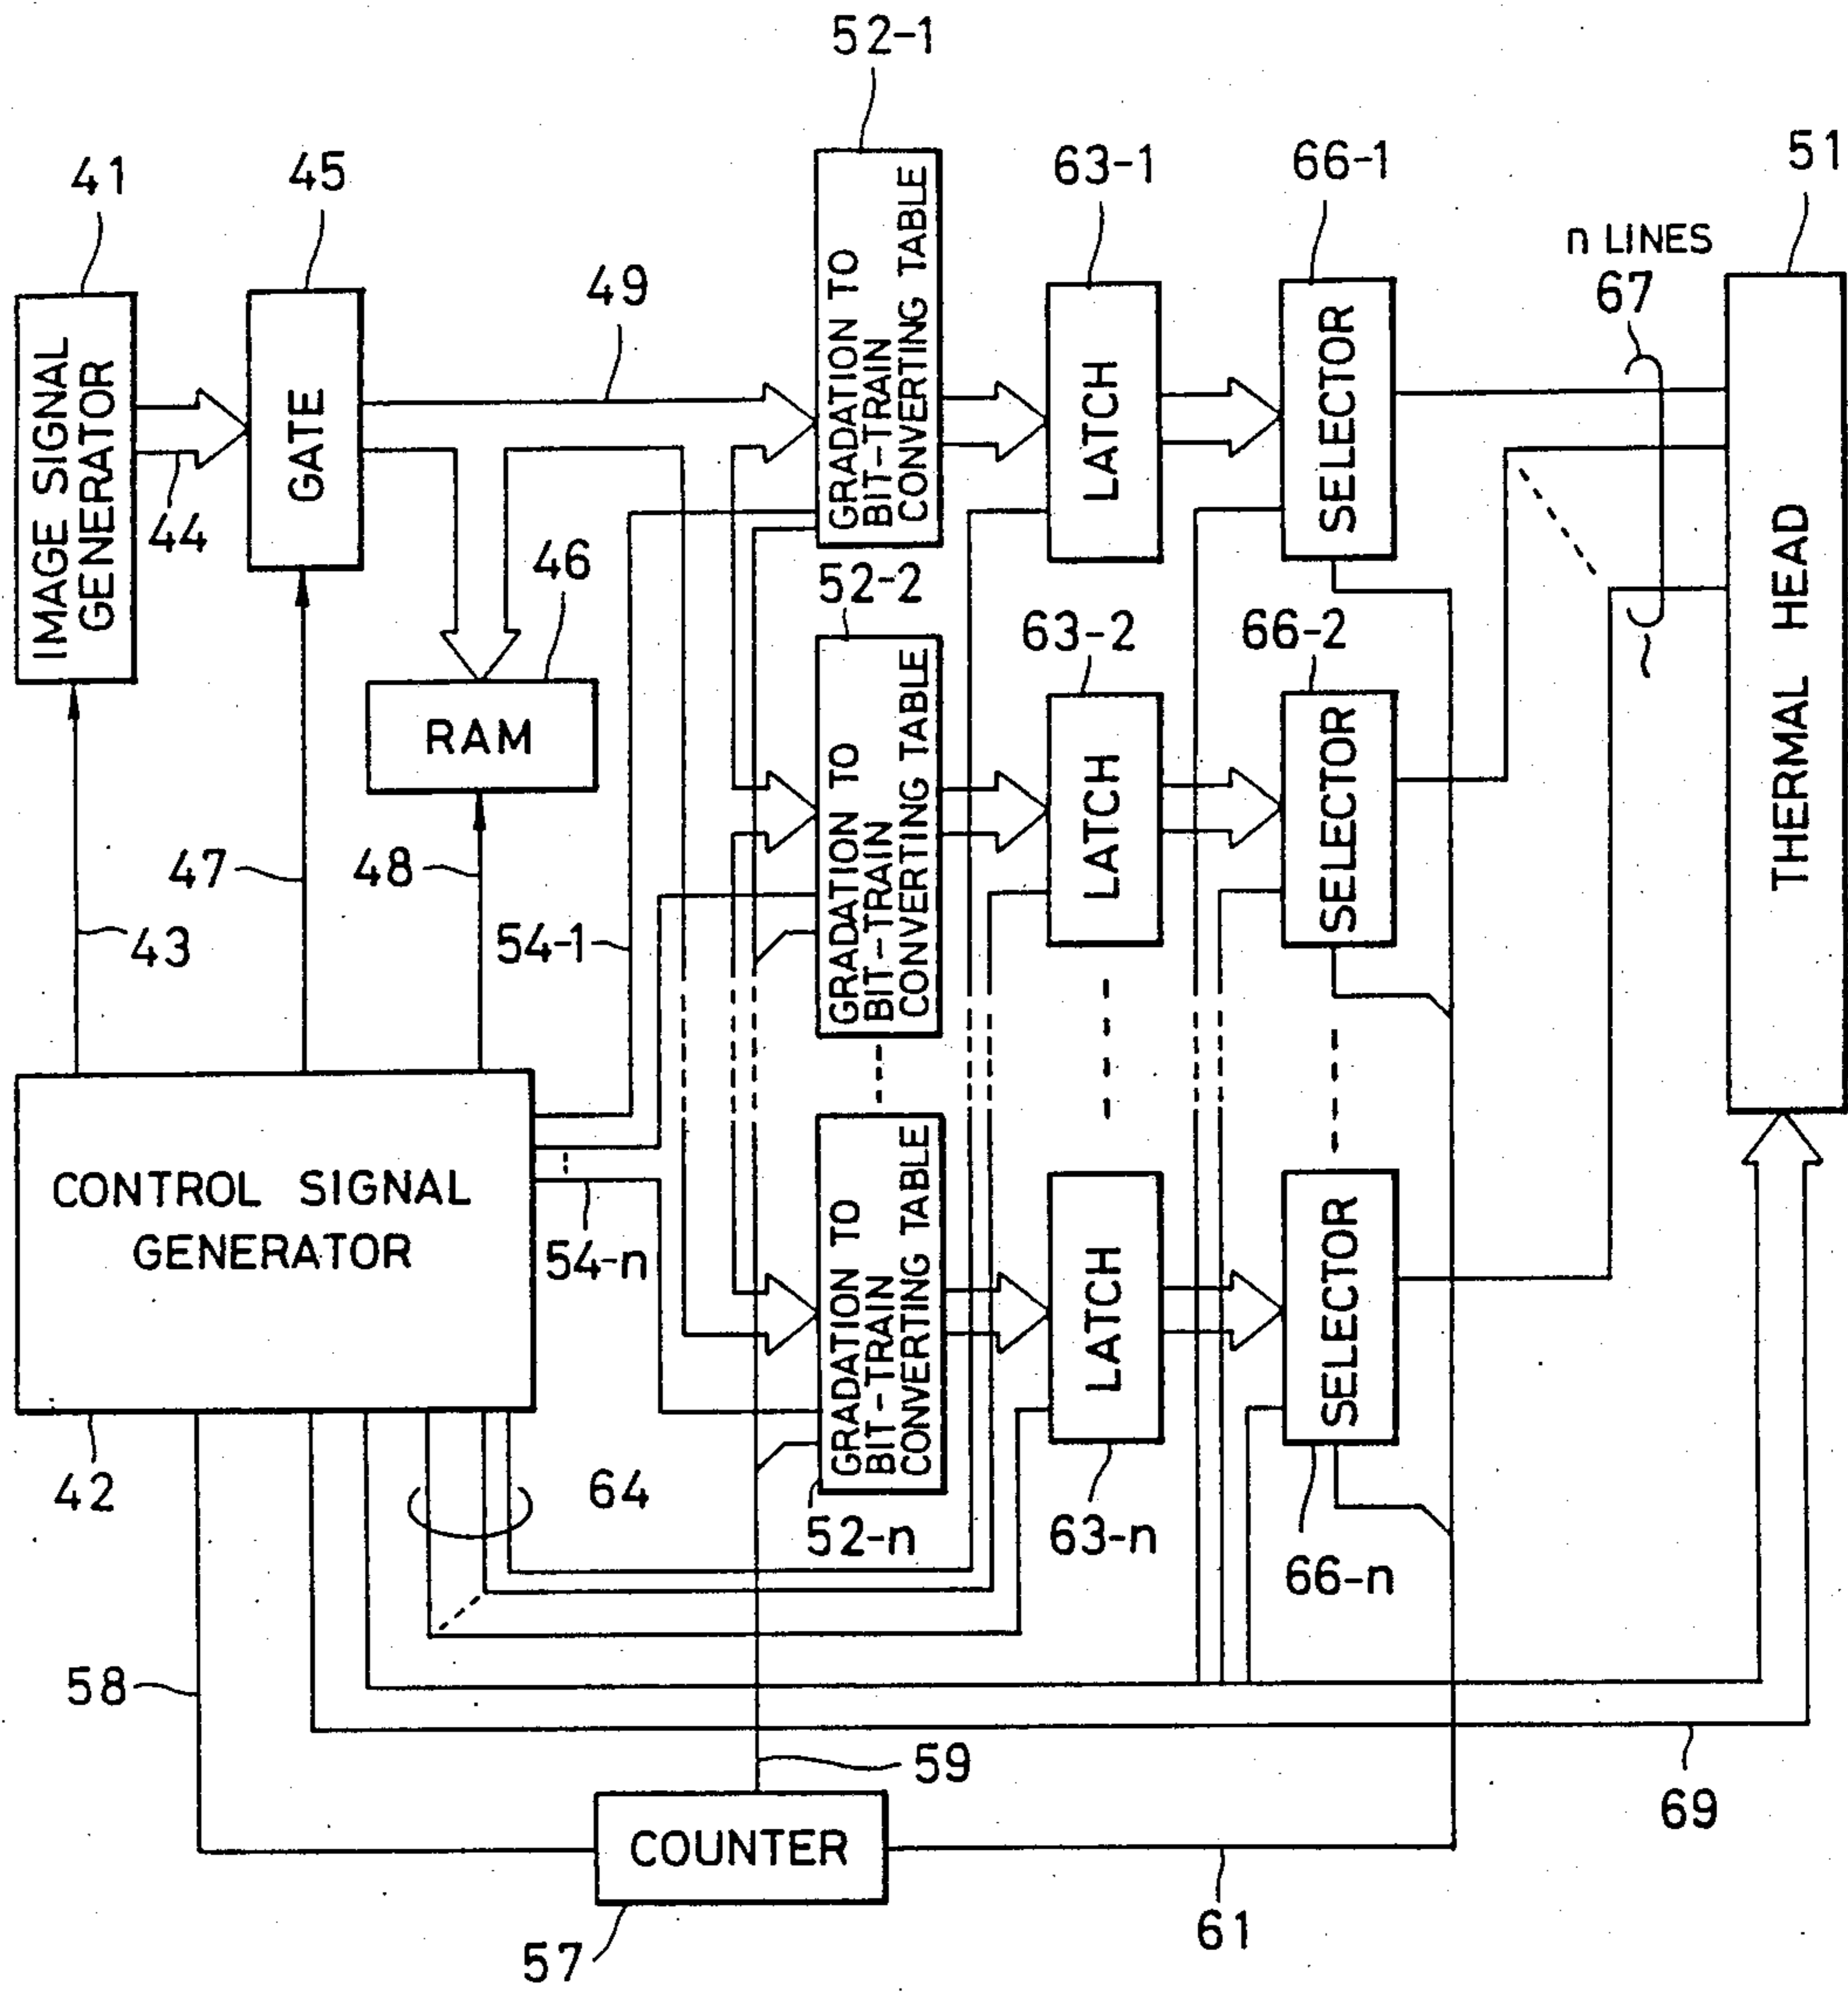 52-1
41
45
63-1
66-1
51
n LINES
67
49
IMAGE SIGNAL
GENERATOR
44
GATE
GRADATION TO
BIT-TRAIN
CONVERTING TABLE
LATCH
SELECTOR
THERMAL HEAD
46
52-2
63-2
66-2
RAM
GRADATION TO
BIT-TRAIN
CONVERTING TABLE
LATCH
SELECTOR
47
48
43
54-1
CONTROL SIGNAL
GENERATOR
54-n
GRADATION TO
BIT-TRAIN
CONVERTING TABLE
LATCH
SELECTOR
42
64
52-n
63-n
66-n
58
59
69
COUNTER
61
57